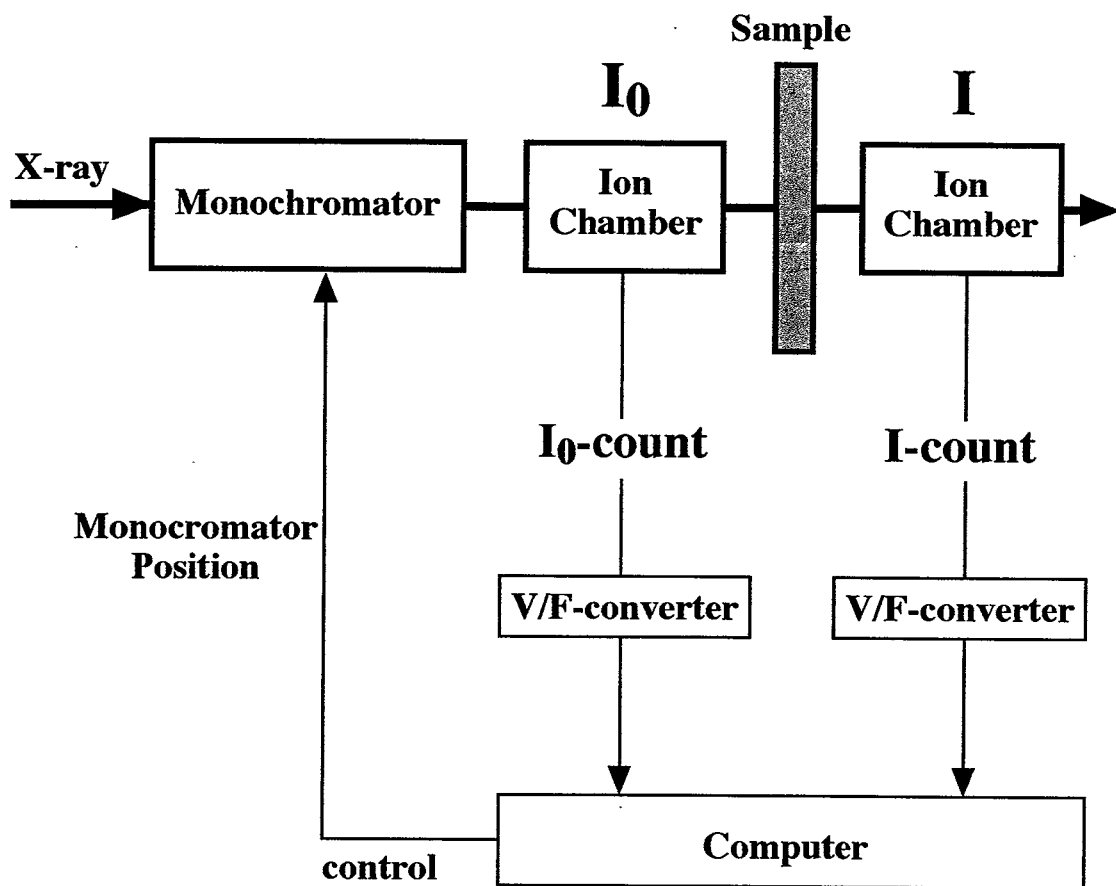 Sample
I₀
I
X-ray
Monochromator
Ion
Chamber
Ion
Chamber
I₀-count
I-count
Monocromator
Position
V/F-converter
V/F-converter
Computer
control